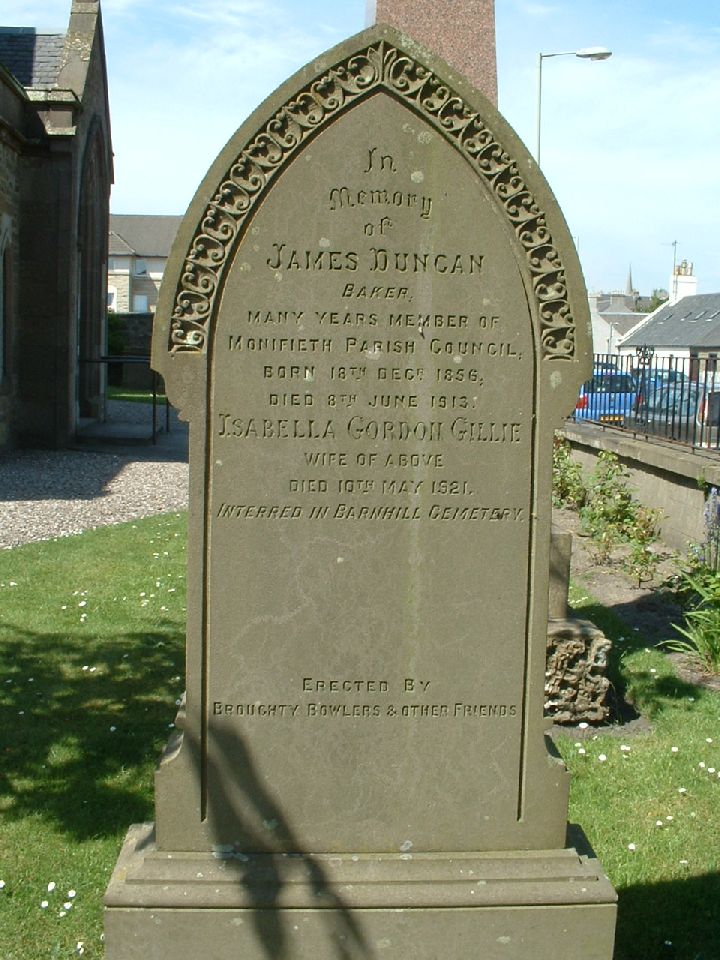 In
Memory
of
JAMES DUNCAN
BAKER,
MANY YEARS MEMBER OF
MONIFIETH PARISH COUNCIL,
BORN 18TH DECR 1856,
DIED 8TH JUNE 1913.
ISABELLA GORDON GILLIE
WIFE OF ABOVE
DIED 10TH MAY 1921.
INTERRED IN BARNHILL CEMETERY.
ERECTED BY
BROUGHTY BOWLERS & OTHER FRIENDS